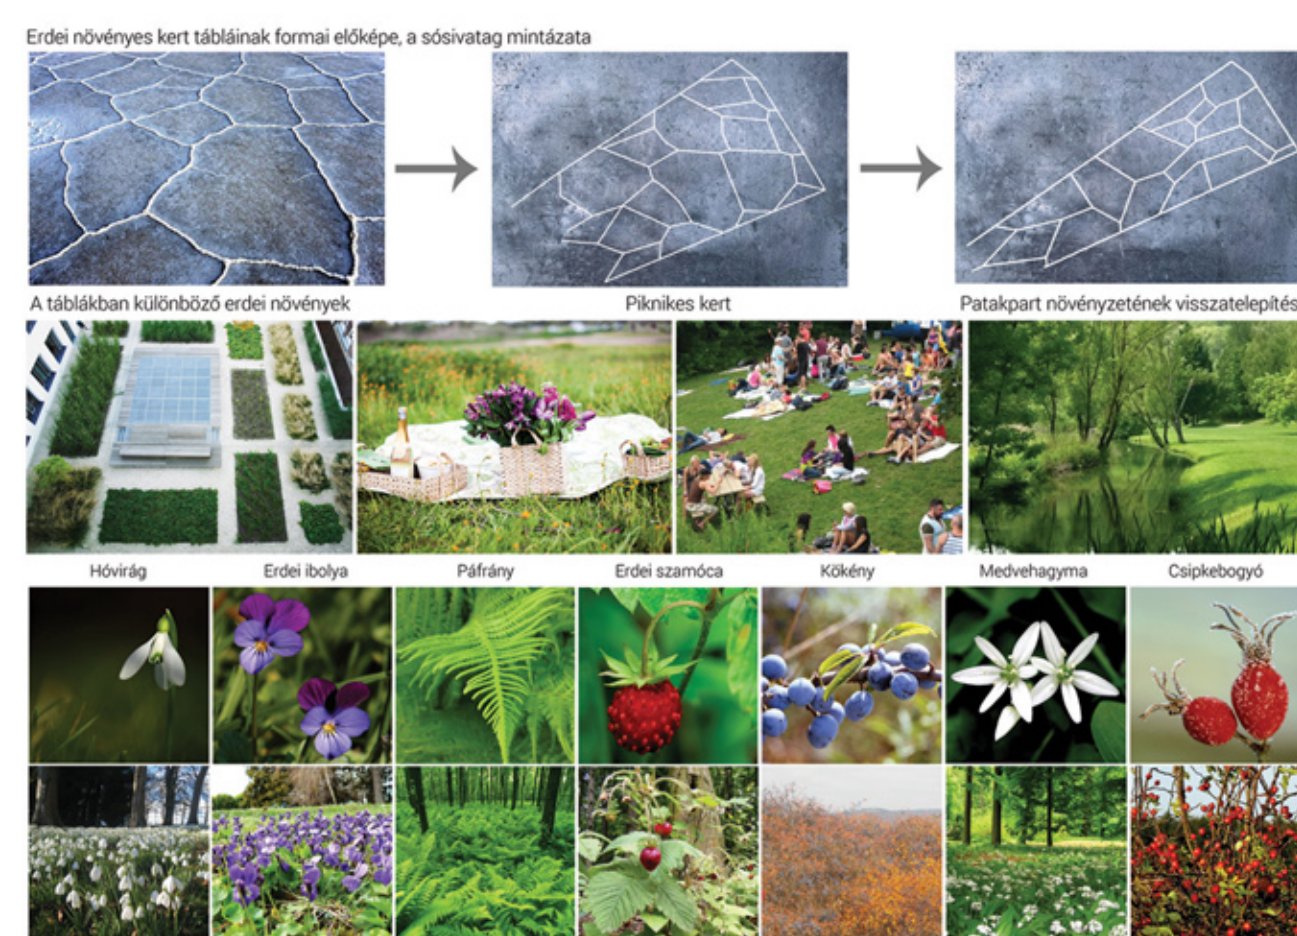 Erdei növényes kert tábláinak formai előképe, a sósivatag mintázata
A táblákban különböző erdei növények
Piknikes kert
Patakpart növényzetének visszatelepítés
Hóvirág
Erdei ibolya
Páfrány
Erdei szamóca
Kökény
Medvehagyma
Csipkebogyó